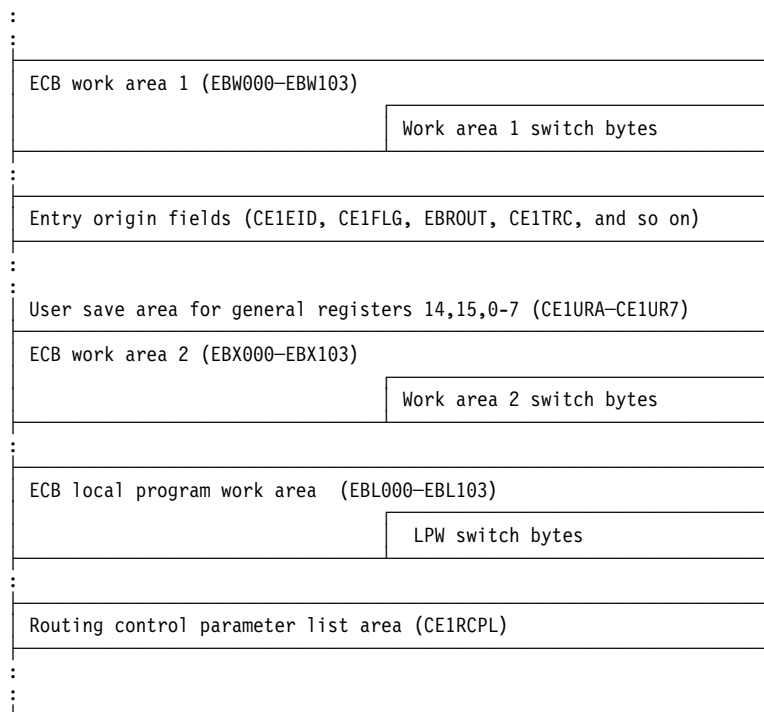 ECB work area 1 (EBW000—EBW103)
Work area 1 switch bytes
Entry origin fields (CE1EID, CE1FLG, EBROUT, CE1TRC, and so on)
User save area for general registers 14,15,0-7 (CE1URA—CE1UR7)
ECB work area 2 (EBX000—EBX103)
Work area 2 switch bytes
ECB local program work area (EBL000—EBL103)
LPW switch bytes
Routing control parameter list area (CE1RCPL)